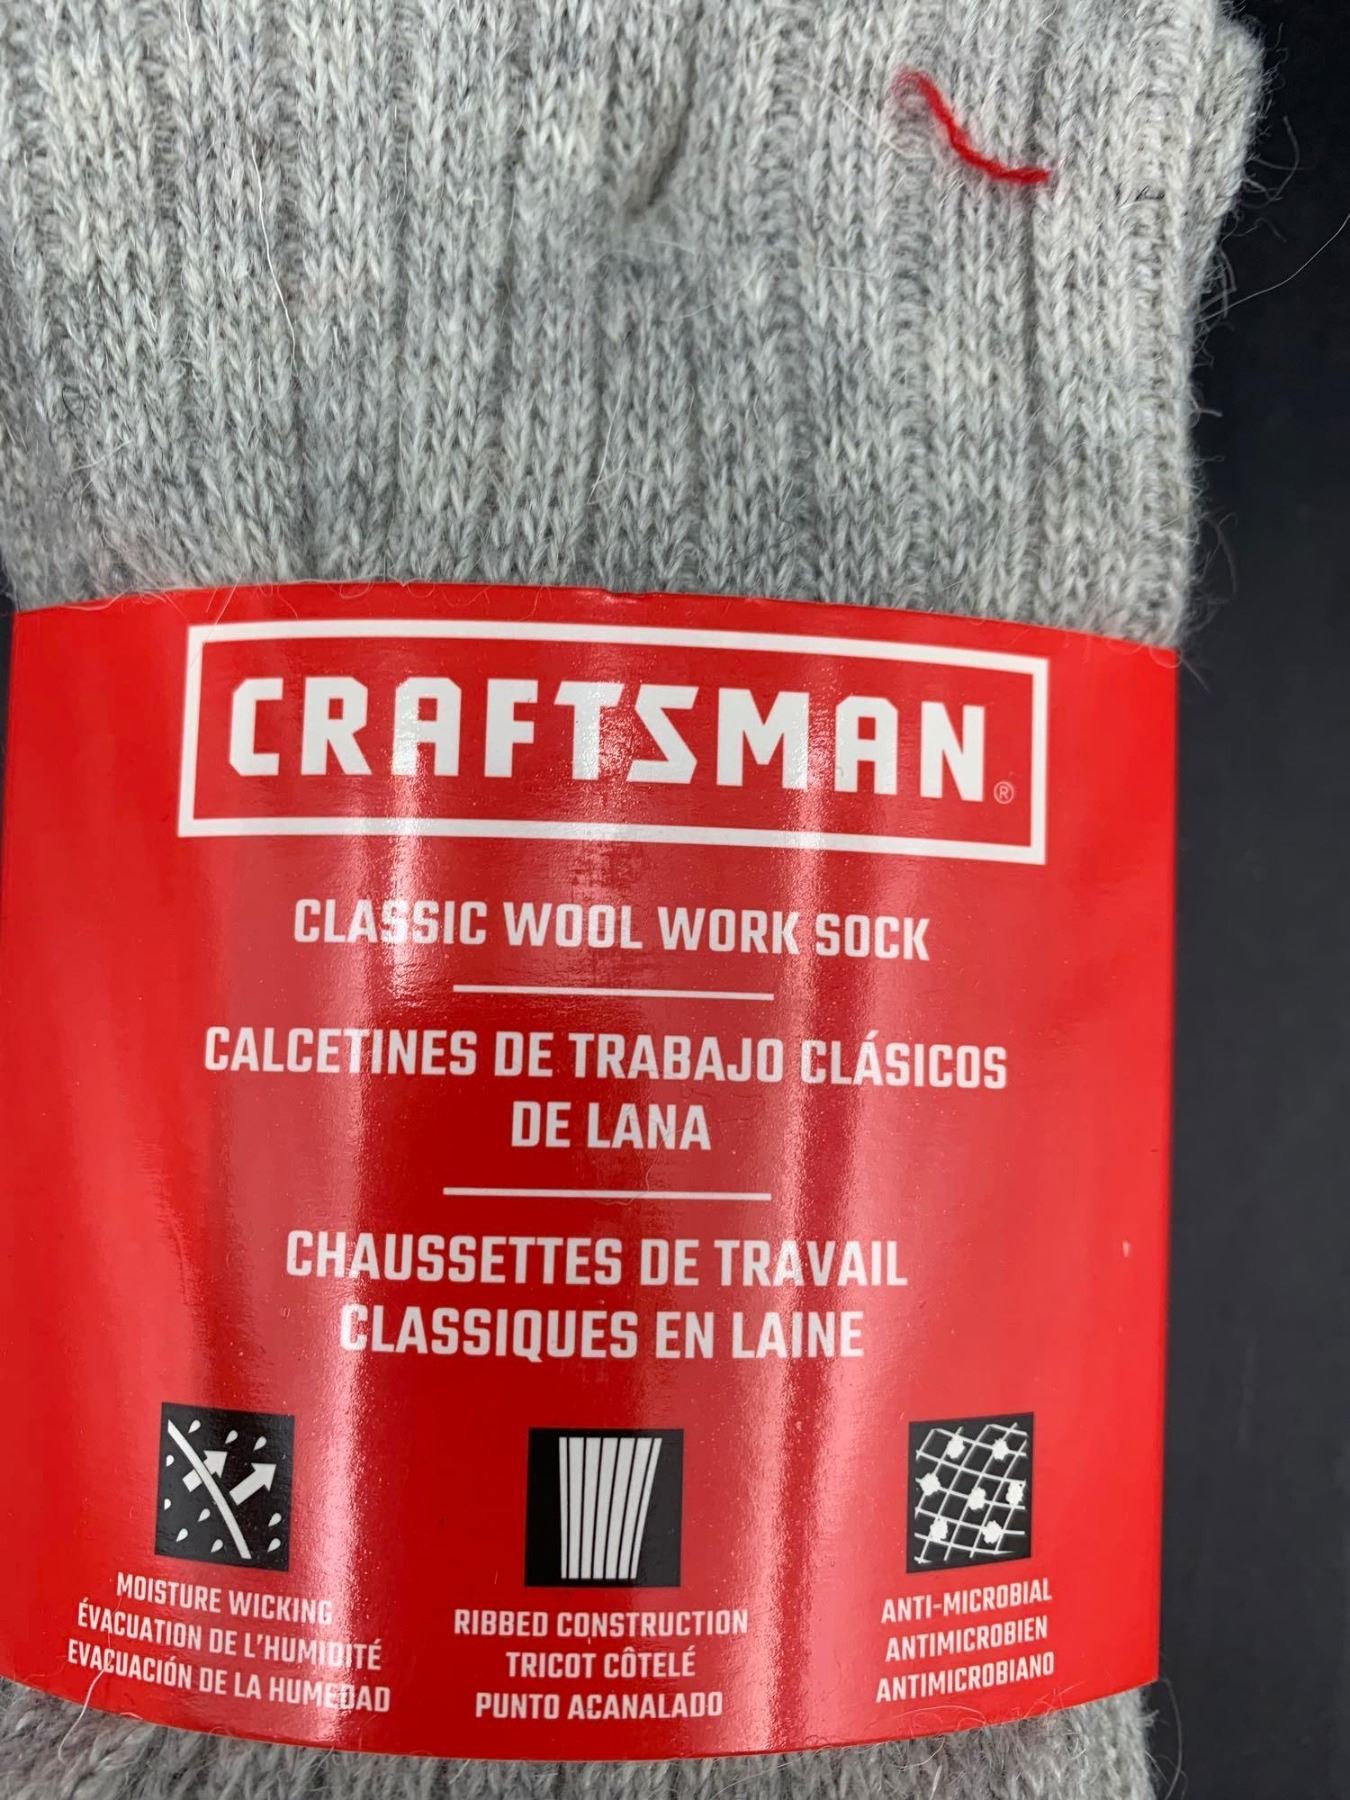 CRAFTSMAN®
CLASSIC WOOL WORK SOCK
CALCETINES DE TRABAJO CLÁSICOS
DE LANA
CHAUSSETTES DE TRAVAIL
CLASSIQUES EN LAINE
MOISTURE WICKING
ÉVACUATION DE L'HUMIDITÉ
EVACUACIÓN DE LA HUMEDAD
RIBBED CONSTRUCTION
TRICOT CÔTELÉ
PUNTO ACANALADO
ANTI-MICROBIAL
ANTIMICROBIEN
ANTIMICROBIANO